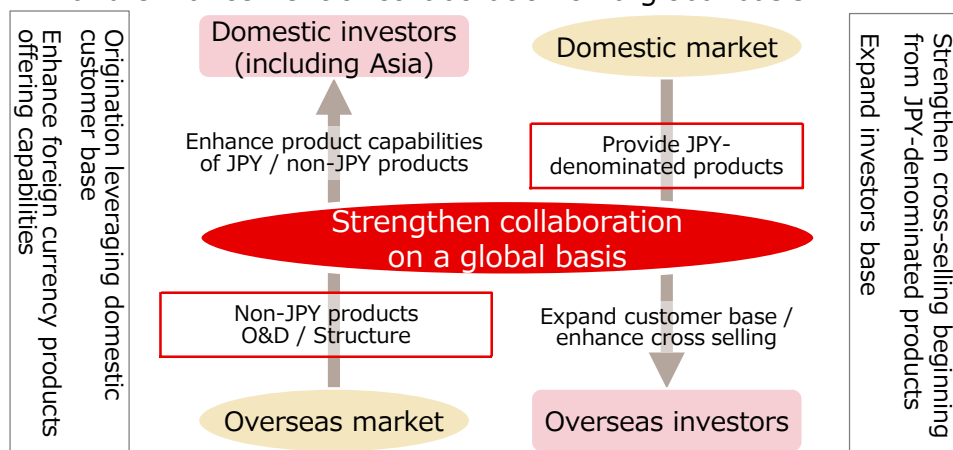 Origination leveraging domestic
customer base
Enhance foreign currency products
offering capabilities
Domestic investors
(including Asia)
Domestic market
Enhance product capabilities
of JPY / non-JPY products
Provide JPY-
denominated products
Strengthen collaboration
on a global basis
Non-JPY products
O&D / Structure
Expand customer base /
enhance cross selling
Overseas market
Overseas investors
Strengthen cross-selling beginning
from JPY-denominated products
Expand investors base